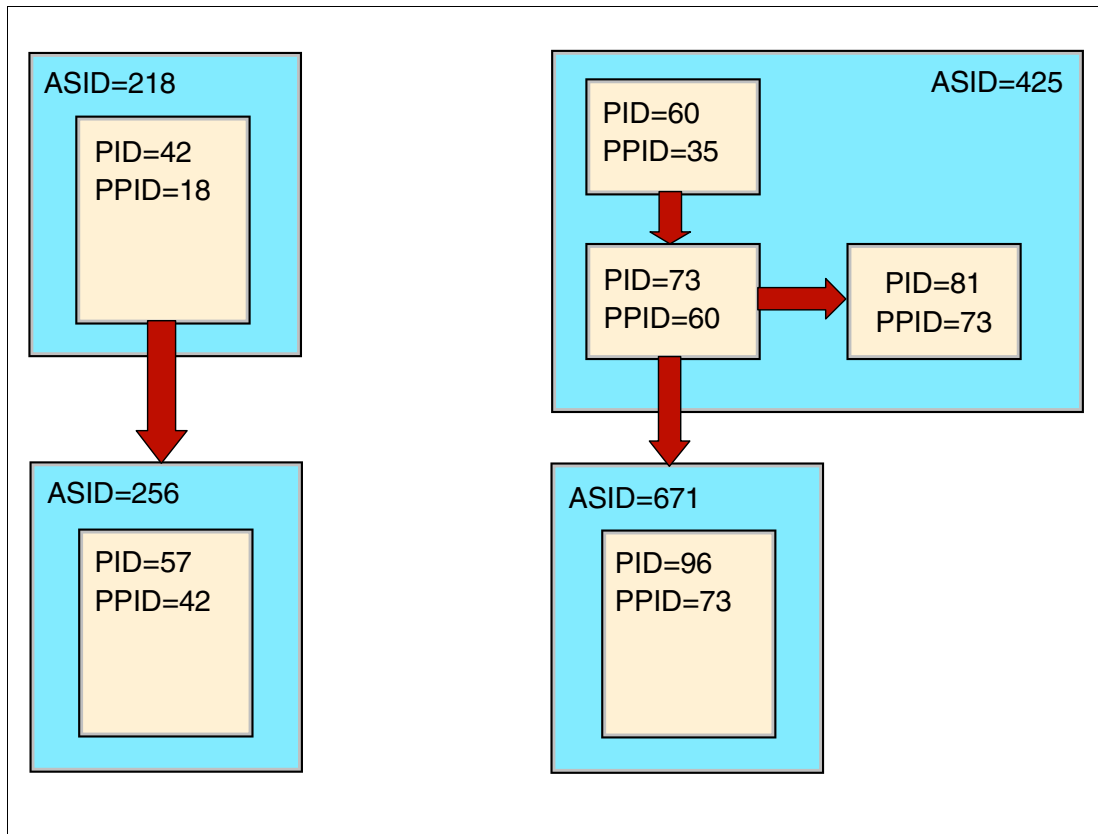 ASID=218
PID=42
PPID=18
ASID=256
PID=57
PPID=42
ASID=425
PID=60
PPID=35
PID=73
PPID=60
PID=81
PPID=73
ASID=671
PID=96
PPID=73